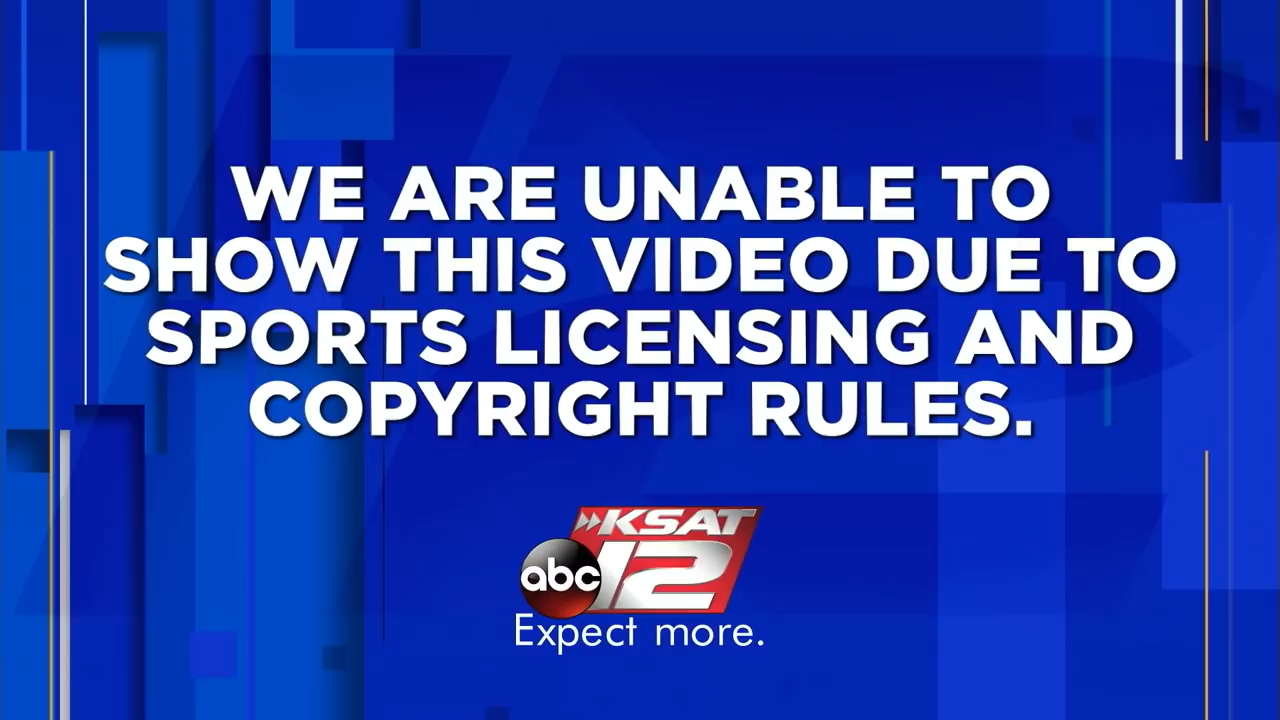 WE ARE UNABLE TO
SHOW THIS VIDEO DUE TO
SPORTS LICENSING AND
COPYRIGHT RULES.
KSAT
abc 12
Expect more.